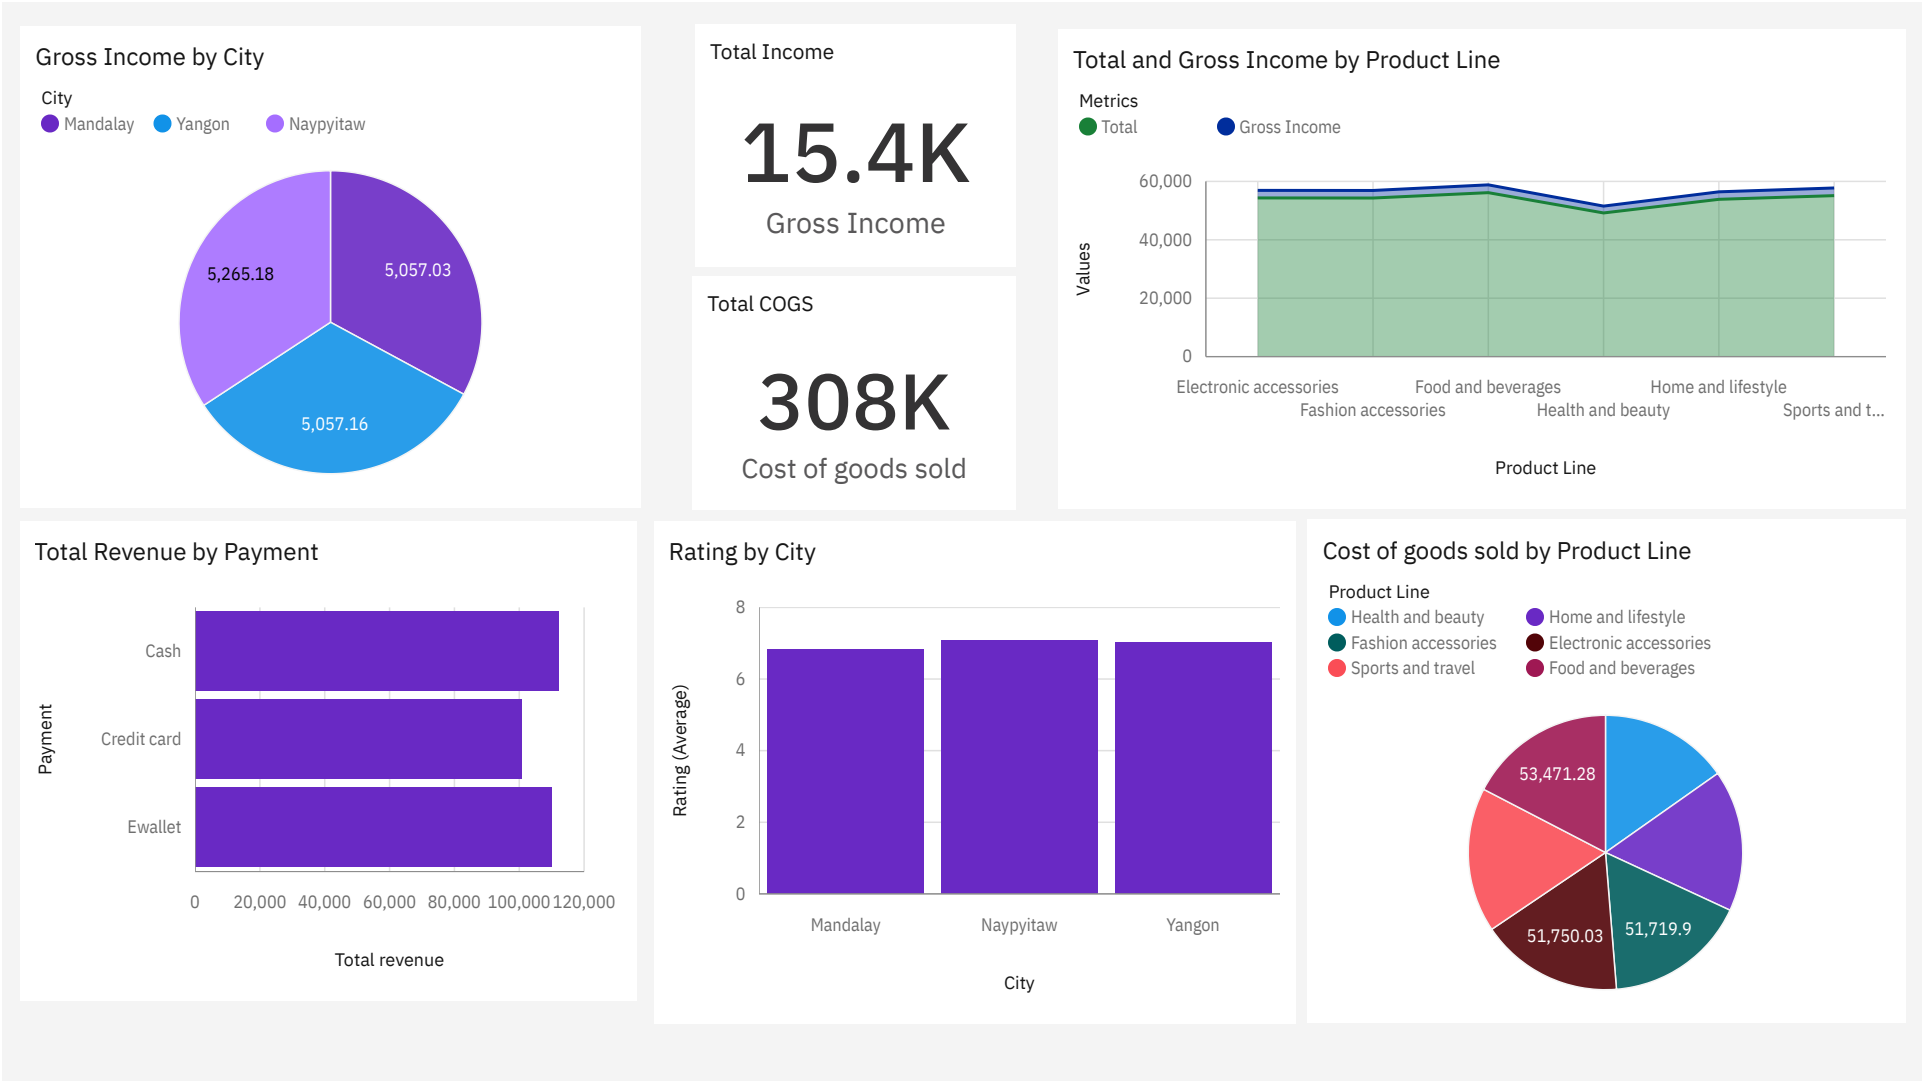 Gross Income by City
City
Mandalay Yangon Naypyitaw
5,265.18
5,057.03
5,057.16
Total Income
15.4K
Gross Income
Total COGS
308K
Cost of goods sold
Total and Gross Income by Product Line
Metrics
Total Gross Income
60,000
40,000
20,000
0
Values
Electronic accessories Food and beverages Home and lifestyle
Fashion accessories Health and beauty Sports and t...
Product Line
Total Revenue by Payment
Payment
Cash
Credit card
Ewallet
0 20,000 40,000 60,000 80,000 100,000 120,000
Total revenue
Rating by City
Rating (Average)
8
6
4
2
0
Mandalay Naypyitaw Yangon
City
Cost of goods sold by Product Line
Product Line
Health and beauty Home and lifestyle
Fashion accessories Electronic accessories
Sports and travel Food and beverages
53,471.28
51,750.03
51,719.9